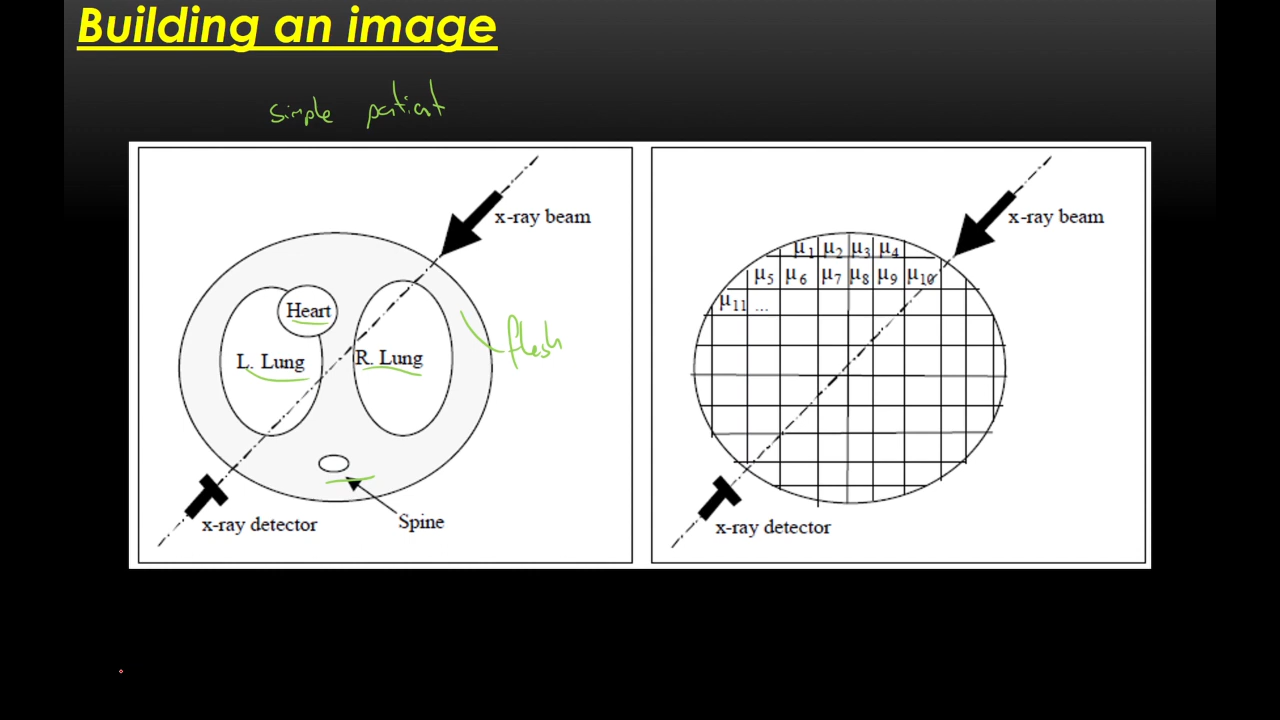 Building an image
simple patient
x-ray beam
Heart
L. Lung
R. Lung
flesh
x-ray detector
Spine
x-ray beam
μ1 μ2 μ3 μ4
μ5 μ6 μ7 μ8 μ9 μ10
μ11 ...
x-ray detector